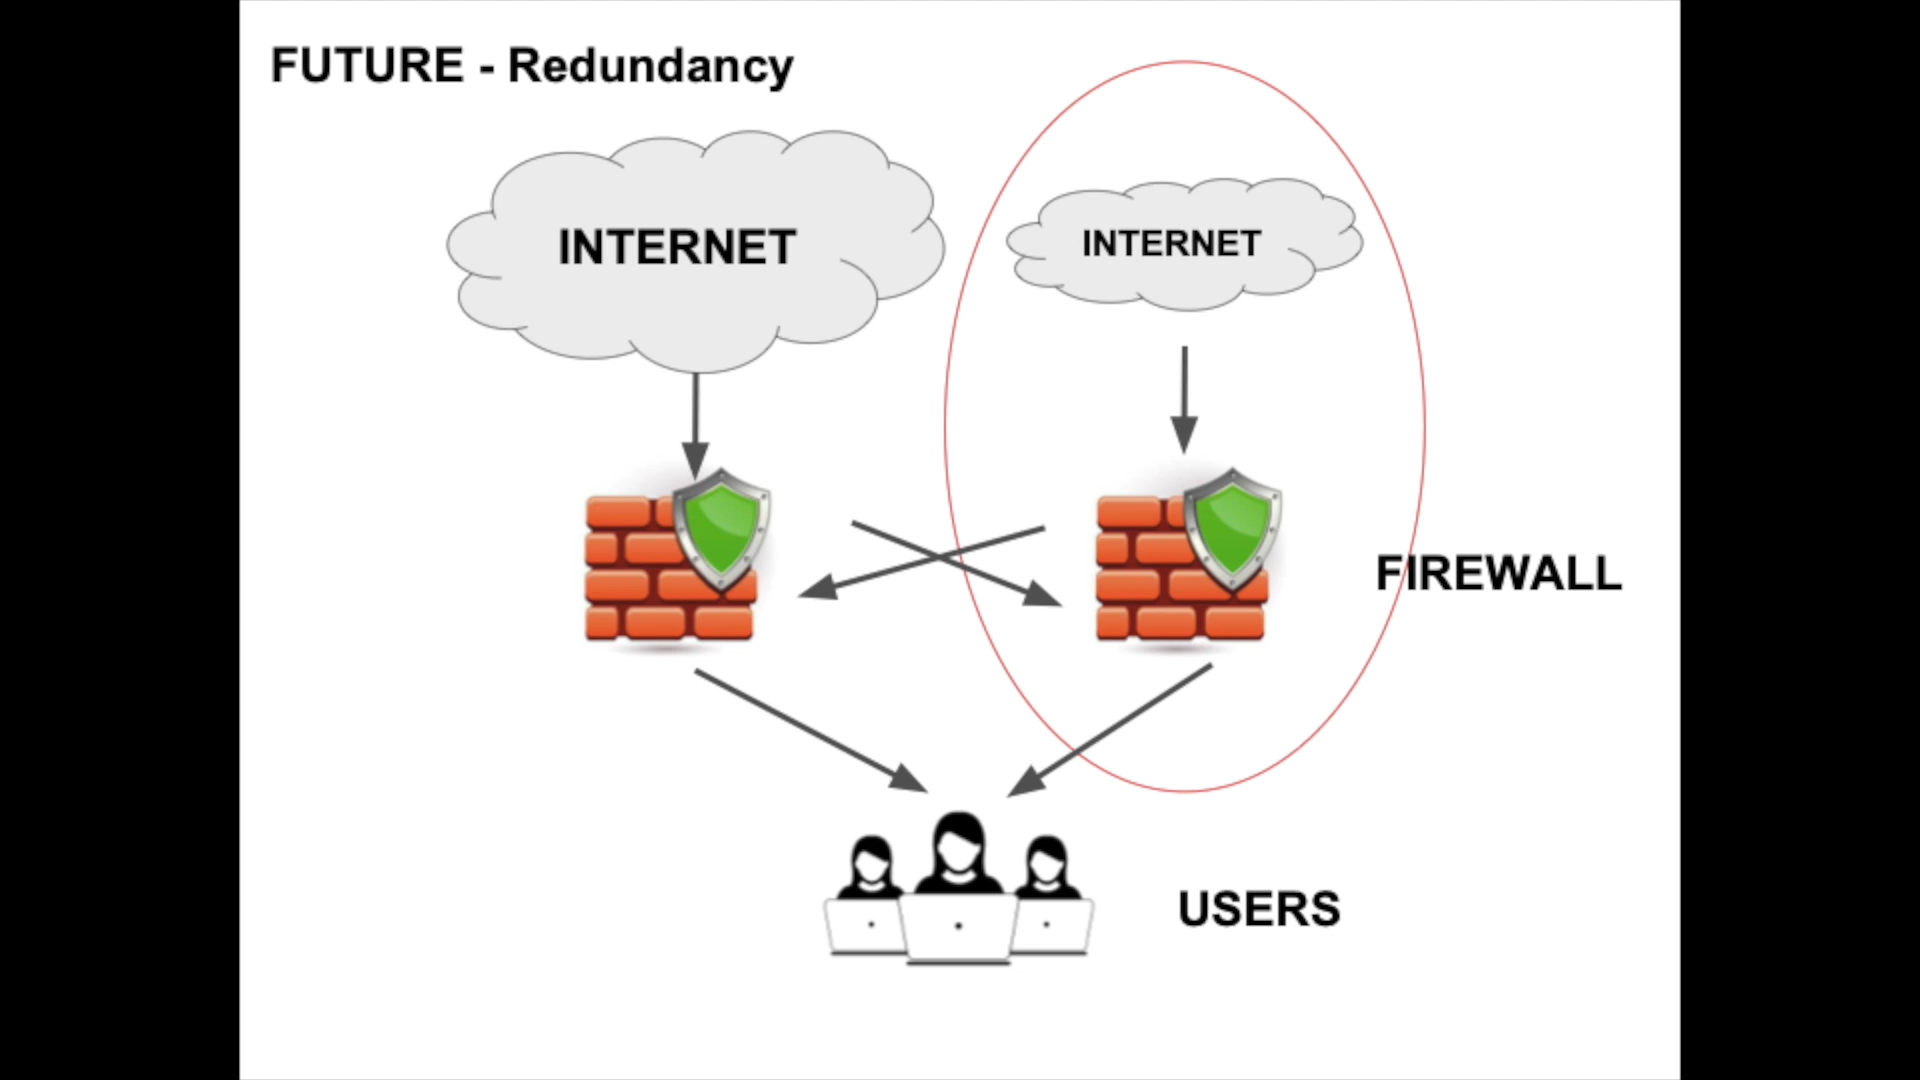 FUTURE - Redundancy
INTERNET
INTERNET
FIREWALL
USERS